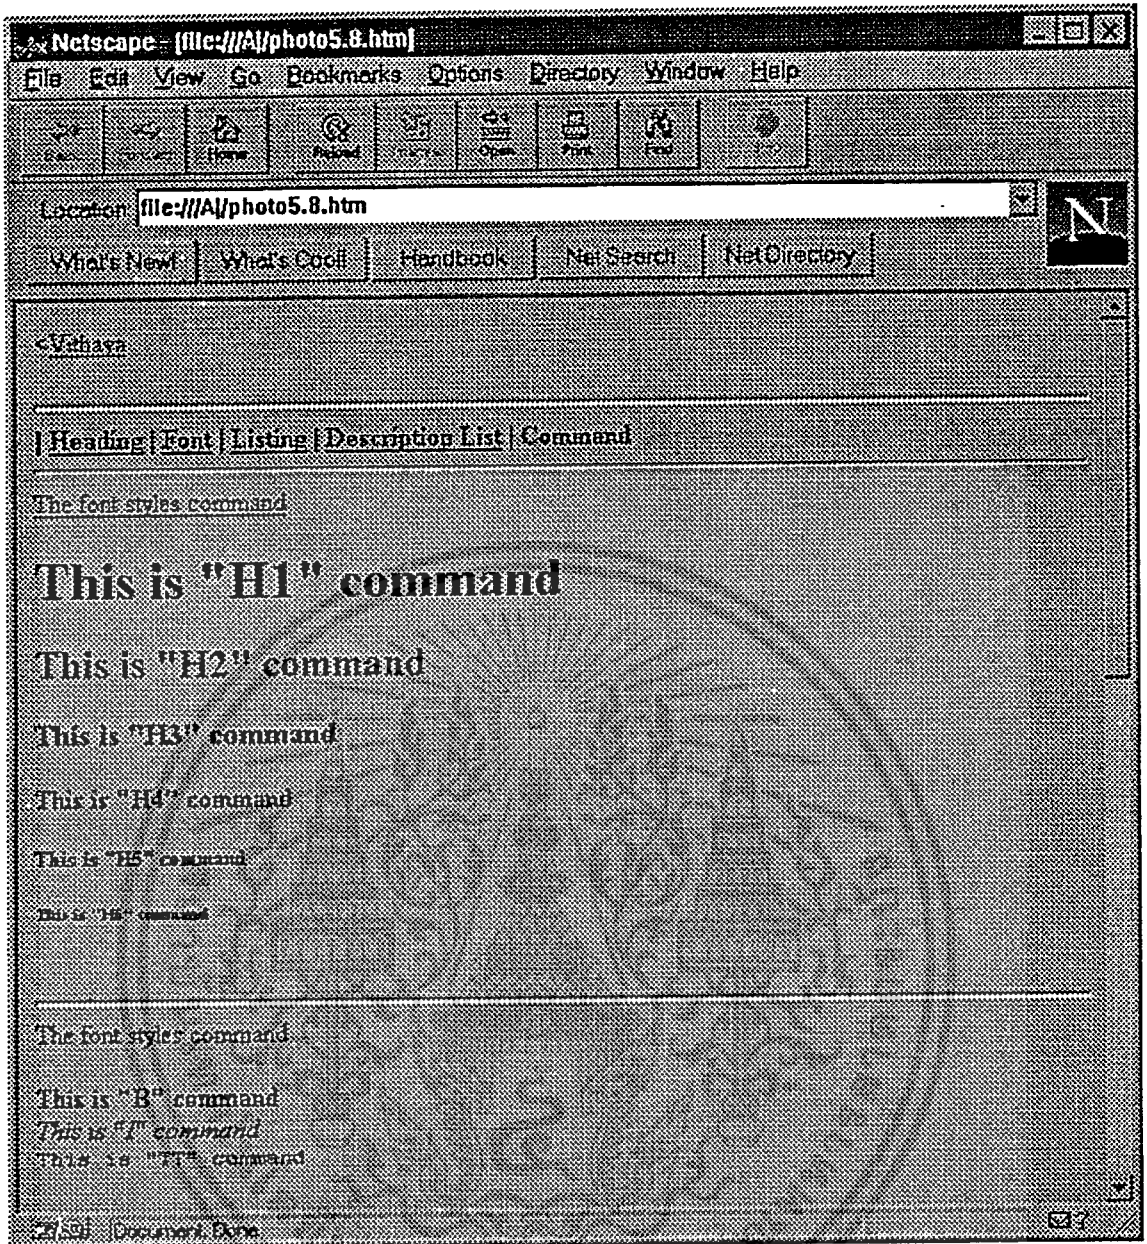 Netscape - [file:///A|/photo5.8.htm]
File Edit View Go Bookmarks Options Directory Window Help
Home Reload Open Print Find
Location: file:///A|/photo5.8.htm
N
What's New! What's Cool! Handbook Net Search Net Directory
<Vithaya
| Heading | Font | Listing | Description List | Command
The font styles command
This is "H1" command
This is "H2" command
This is "H3" command
This is "H4" command
This is "H5" command
This is "H6" command
The font styles command
This is "B" command
This is "I" command
This is "TT" command
Document: Done